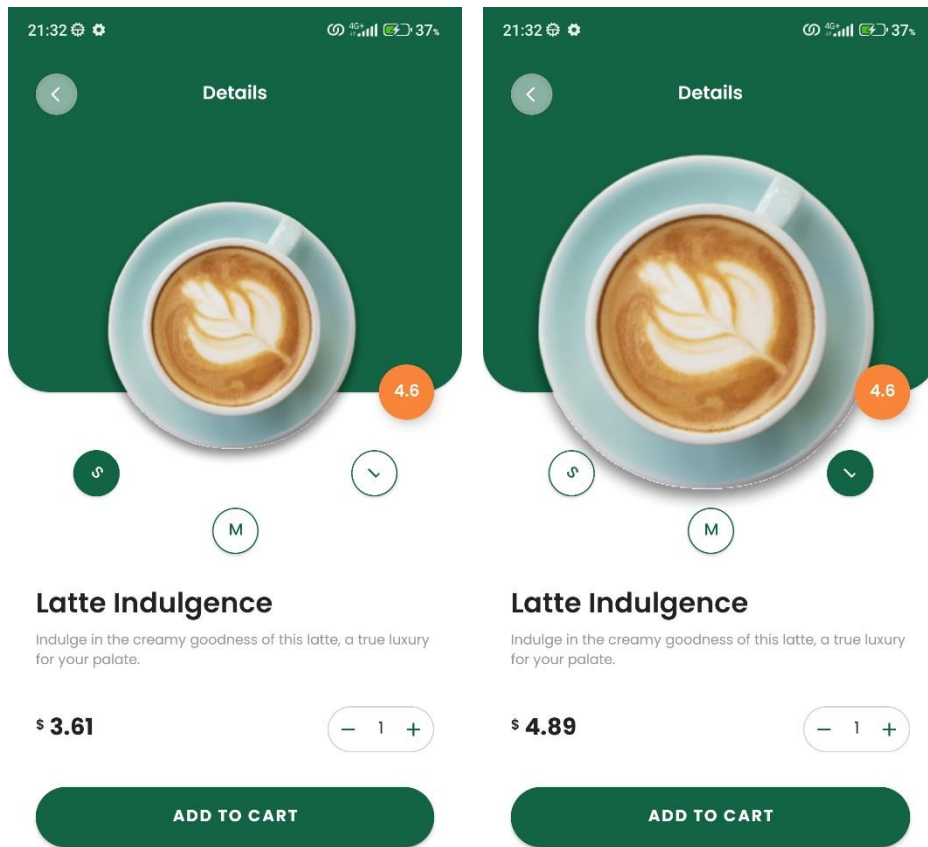 21:32 4G+ 37%
Details
4.6
S L
M
Latte Indulgence
Indulge in the creamy goodness of this latte, a true luxury
for your palate.
$ 3.61 − 1 +
ADD TO CART
21:32 4G+ 37%
Details
4.6
S L
M
Latte Indulgence
Indulge in the creamy goodness of this latte, a true luxury
for your palate.
$ 4.89 − 1 +
ADD TO CART